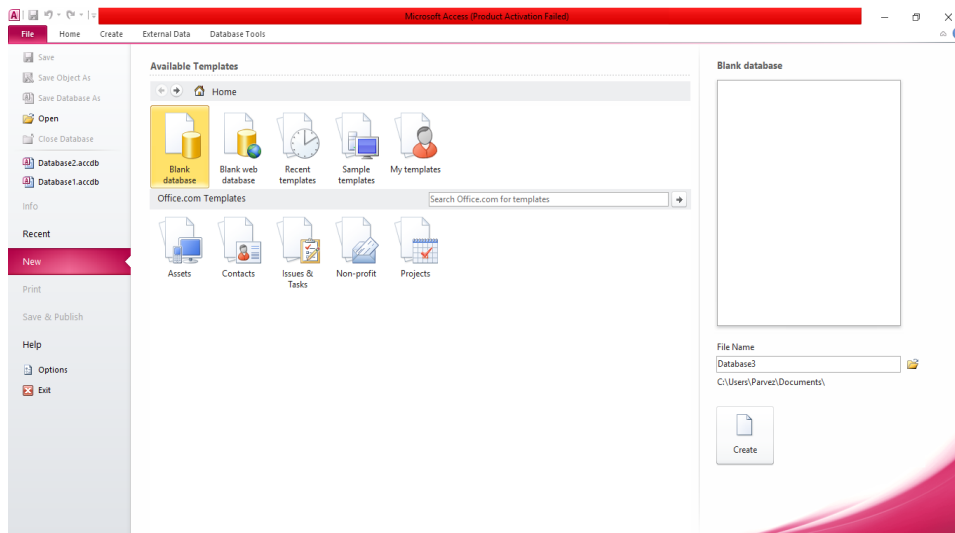 Microsoft Access (Product Activation Failed)
File Home Create External Data Database Tools
Save
Save Object As
Save Database As
Open
Close Database
Database2.accdb
Database1.accdb
Info
Recent
New
Print
Save & Publish
Help
Options
Exit
Available Templates
Home
Blank database
Blank web database
Recent templates
Sample templates
My templates
Office.com Templates
Search Office.com for templates
Assets
Contacts
Issues & Tasks
Non-profit
Projects
Blank database
File Name
Database3
C:\Users\Parvez\Documents\
Create